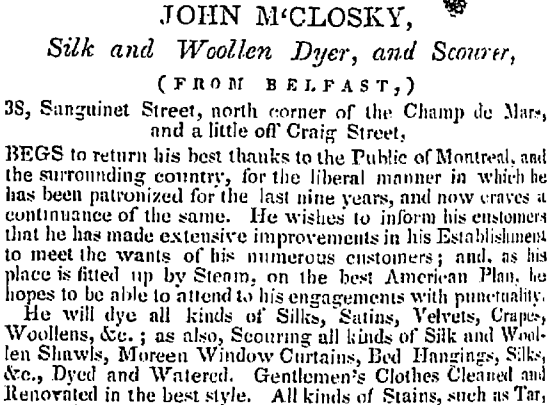 JOHN M‘CLOSKY,
Silk and Woollen Dyer, and Scourer,
(FROM BELFAST,)
38, Sanguinet Street, north corner of the Champ de Mars,
and a little off Craig Street,
BEGS to return his best thanks to the Public of Montreal, and
the surrounding country, for the liberal manner in which he
has been patronized for the last nine years, and now craves a
continuance of the same. He wishes to inform his customers
that he has made extensive improvements in his Establishment
to meet the wants of his numerous customers; and, as his
place is fitted up by Steam, on the best American Plan, he
hopes to be able to attend to his engagements with punctuality.
He will dye all kinds of Silks, Satins, Velvets, Crapes,
Woollens, &c.; as also, Scouring all kinds of Silk and Wool-
len Shawls, Moreen Window Curtains, Bed Hangings, Silks,
&c., Dyed and Watered. Gentlemen's Clothes Cleaned and
Renovated in the best style. All kinds of Stains, such as Tar,